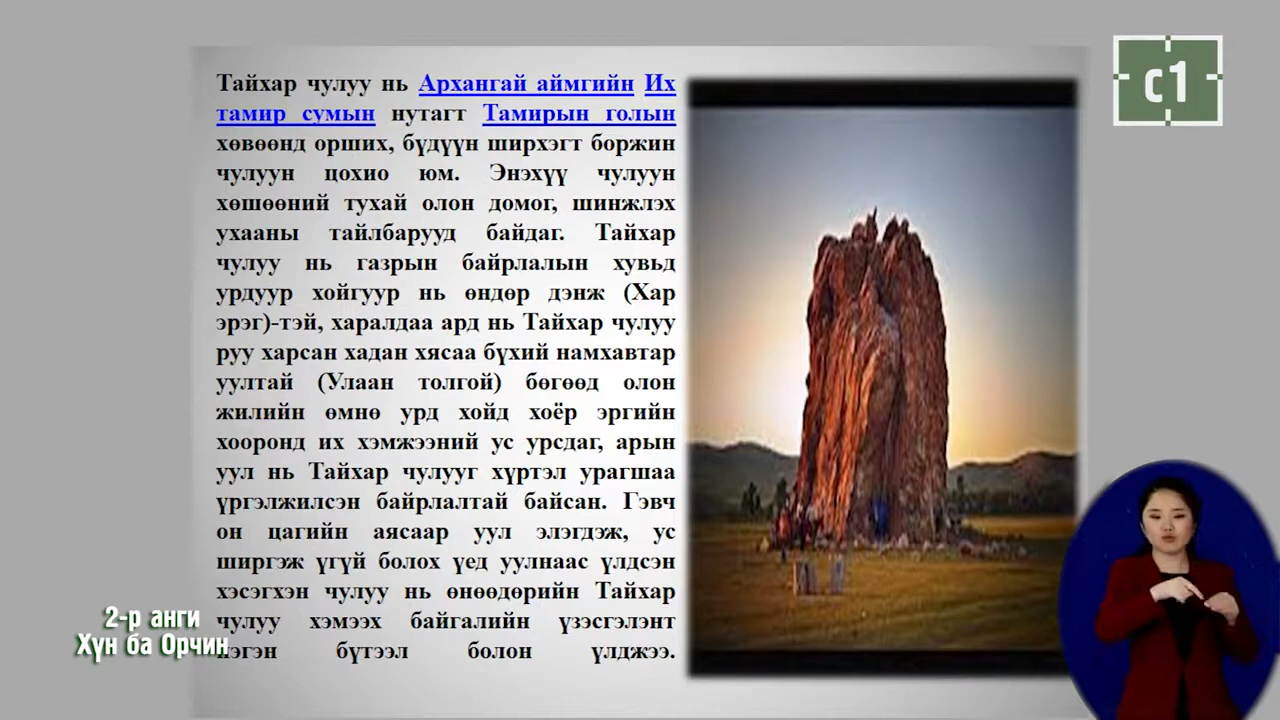 Тайхар чулуу нь Архангай аймгийн Их
тамир сумын нутагт Тамирын голын
хөвөөнд орших, бүдүүн ширхэгт боржин
чулуун цохио юм. Энэхүү чулуун
хөшөөний тухай олон домог, шинжлэх
ухааны тайлбарууд байдаг. Тайхар
чулуу нь газрын байрлалын хувьд
урдуур хойгуур нь өндөр дэнж (Хар
эрэг)-тэй, харалдаа ард нь Тайхар чулуу
руу харсан хадан хясаа бүхий намхавтар
уултай (Улаан толгой) бөгөөд олон
жилийн өмнө урд хойд хоёр эргийн
хооронд их хэмжээний ус урсдаг, арын
уул нь Тайхар чулууг хүртэл урагшаа
үргэлжилсэн байрлалтай байсан. Гэвч
он цагийн аясаар уул элэгдэж, ус
ширгэж үгүй болох үед уулнаас үлдсэн
хэсэгхэн чулуу нь өнөөдөрийн Тайхар
чулуу хэмээх байгалийн үзэсгэлэнт
нэгэн бүтээл болон үлджээ.
c1
2-р анги
Хүн ба Орчин